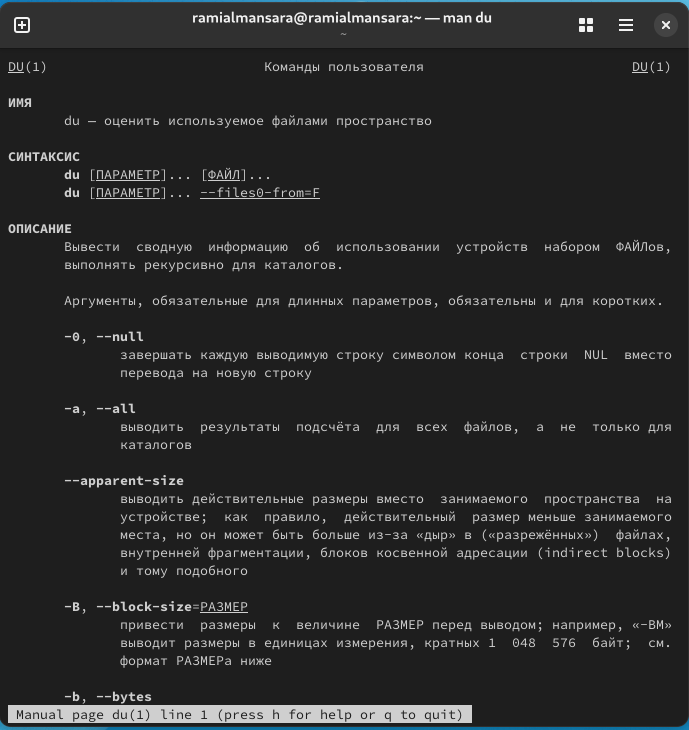 ramialmansara@ramialmansara:~ — man du
~
DU(1) Команды пользователя DU(1)
ИМЯ
du – оценить используемое файлами пространство
СИНТАКСИС
du [ПАРАМЕТР]... [ФАЙЛ]...
du [ПАРАМЕТР]... --files0-from=F
ОПИСАНИЕ
Вывести сводную информацию об использовании устройств набором ФАЙЛов,
выполнять рекурсивно для каталогов.
Аргументы, обязательные для длинных параметров, обязательны и для коротких.
-0, --null
завершать каждую выводимую строку символом конца строки NUL вместо
перевода на новую строку
-a, --all
выводить результаты подсчёта для всех файлов, а не только для
каталогов
--apparent-size
выводить действительные размеры вместо занимаемого пространства на
устройстве; как правило, действительный размер меньше занимаемого
места, но он может быть больше из-за «дыр» в («разрежённых») файлах,
внутренней фрагментации, блоков косвенной адресации (indirect blocks)
и тому подобного
-B, --block-size=РАЗМЕР
привести размеры к величине РАЗМЕР перед выводом; например, «-BM»
выводит размеры в единицах измерения, кратных 1 048 576 байт; см.
формат РАЗМЕРа ниже
-b, --bytes
Manual page du(1) line 1 (press h for help or q to quit)